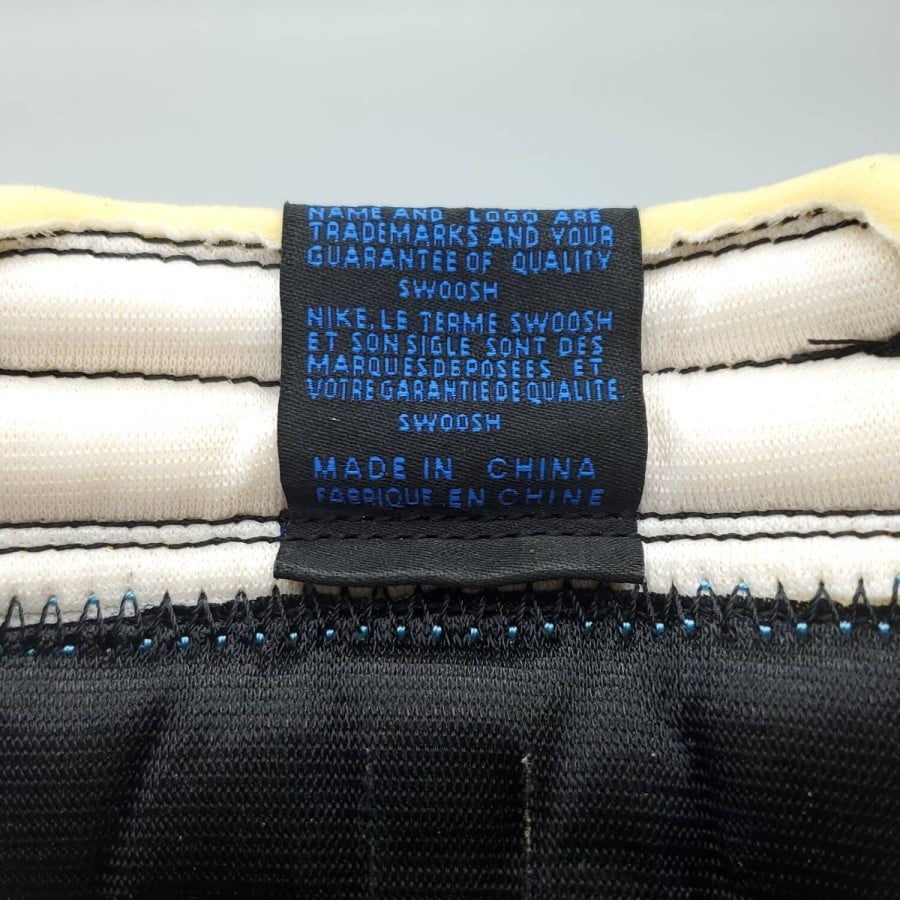 NAME AND LOGO ARE
TRADEMARKS AND YOUR
GUARANTEE OF QUALITY
SWOOSH
NIKE, LE TERME SWOOSH
ET SON SIGLE SONT DES
MARQUES DEPOSEES ET
VOTRE GARANTIE DE QUALITE
SWOOSH
MADE IN CHINA
FABRIQUE EN CHINE